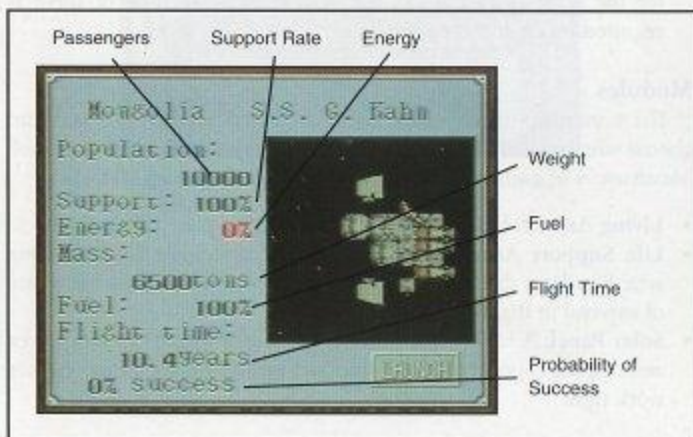 Passengers Support Rate Energy
Mongolia S.S. G. Kahn
Population:
10000
Support: 100%
Energy: 0%
Mass:
6500tons
Fuel: 100%
Flight time:
10.4years
0% success
LAUNCH
Weight
Fuel
Flight Time
Probability of
Success